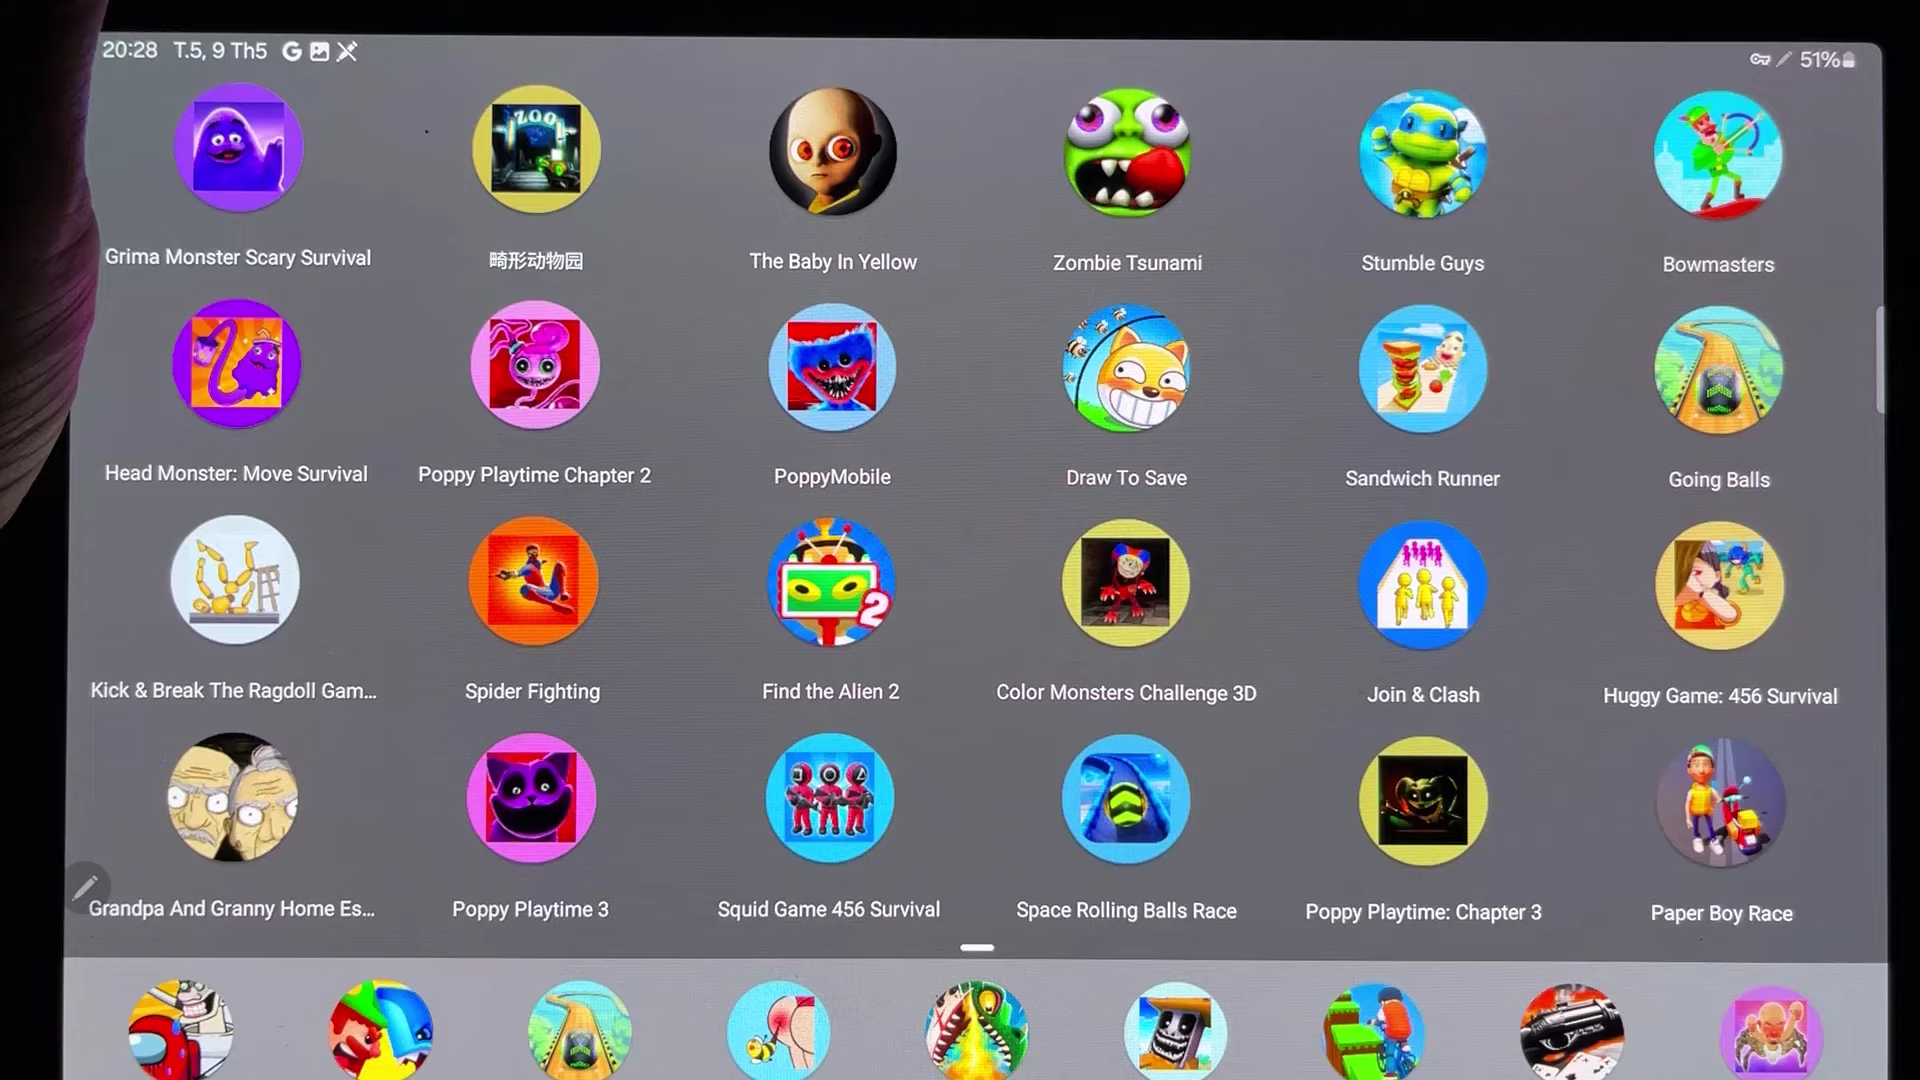 20:28 T.5, 9 Th5 G
51%
ZOO
Grima Monster Scary Survival
畸形动物园
The Baby In Yellow
Zombie Tsunami
Stumble Guys
Bowmasters
Head Monster: Move Survival
Poppy Playtime Chapter 2
PoppyMobile
Draw To Save
Sandwich Runner
Going Balls
2
Kick & Break The Ragdoll Gam...
Spider Fighting
Find the Alien 2
Color Monsters Challenge 3D
Join & Clash
Huggy Game: 456 Survival
Grandpa And Granny Home Es...
Poppy Playtime 3
Squid Game 456 Survival
Space Rolling Balls Race
Poppy Playtime: Chapter 3
Paper Boy Race